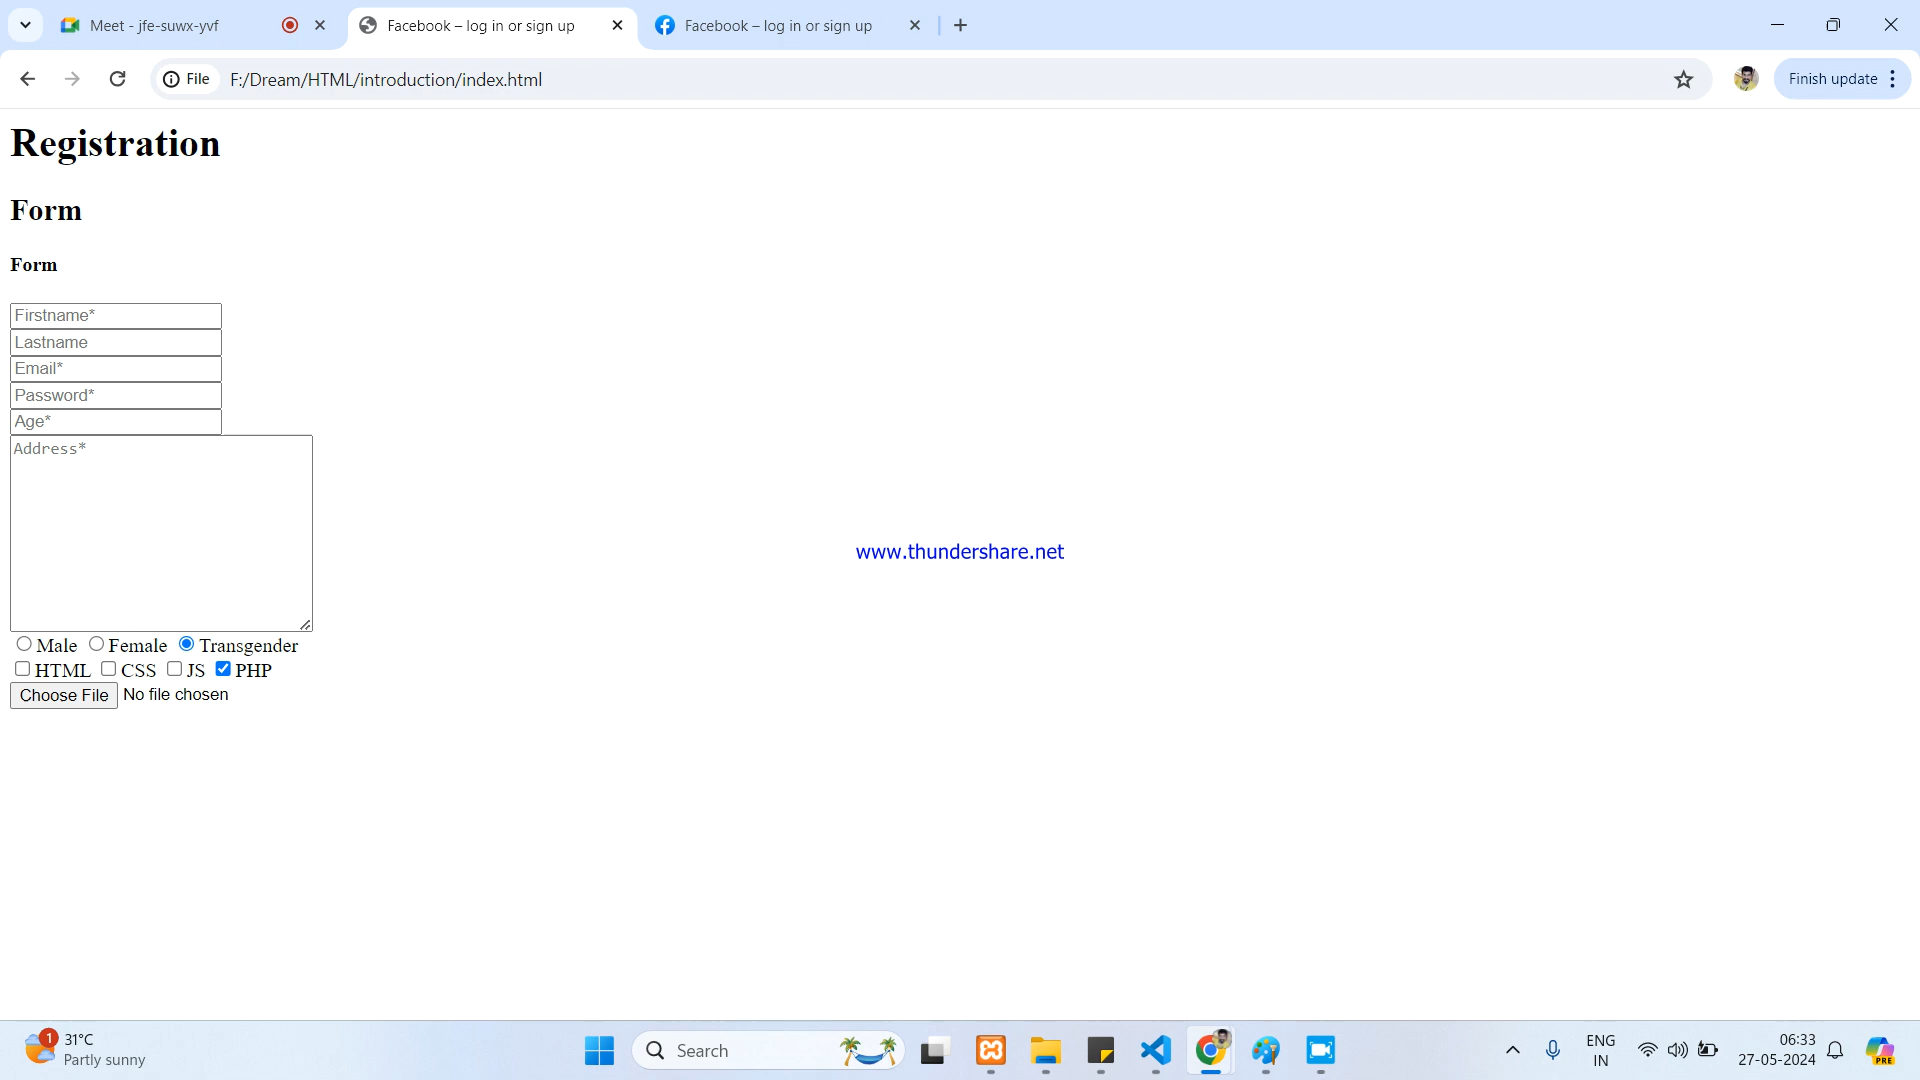 Meet - jfe-suwx-yvf
Facebook – log in or sign up
Facebook – log in or sign up
File
F:/Dream/HTML/introduction/index.html
Finish update
Registration
Form
Form
Firstname*
Lastname
Email*
Password*
Age*
Address*
www.thundershare.net
Male Female Transgender
HTML CSS JS PHP
Choose File No file chosen
1
31°C
Partly sunny
Search
ENG
IN
06:33
27-05-2024
PRE